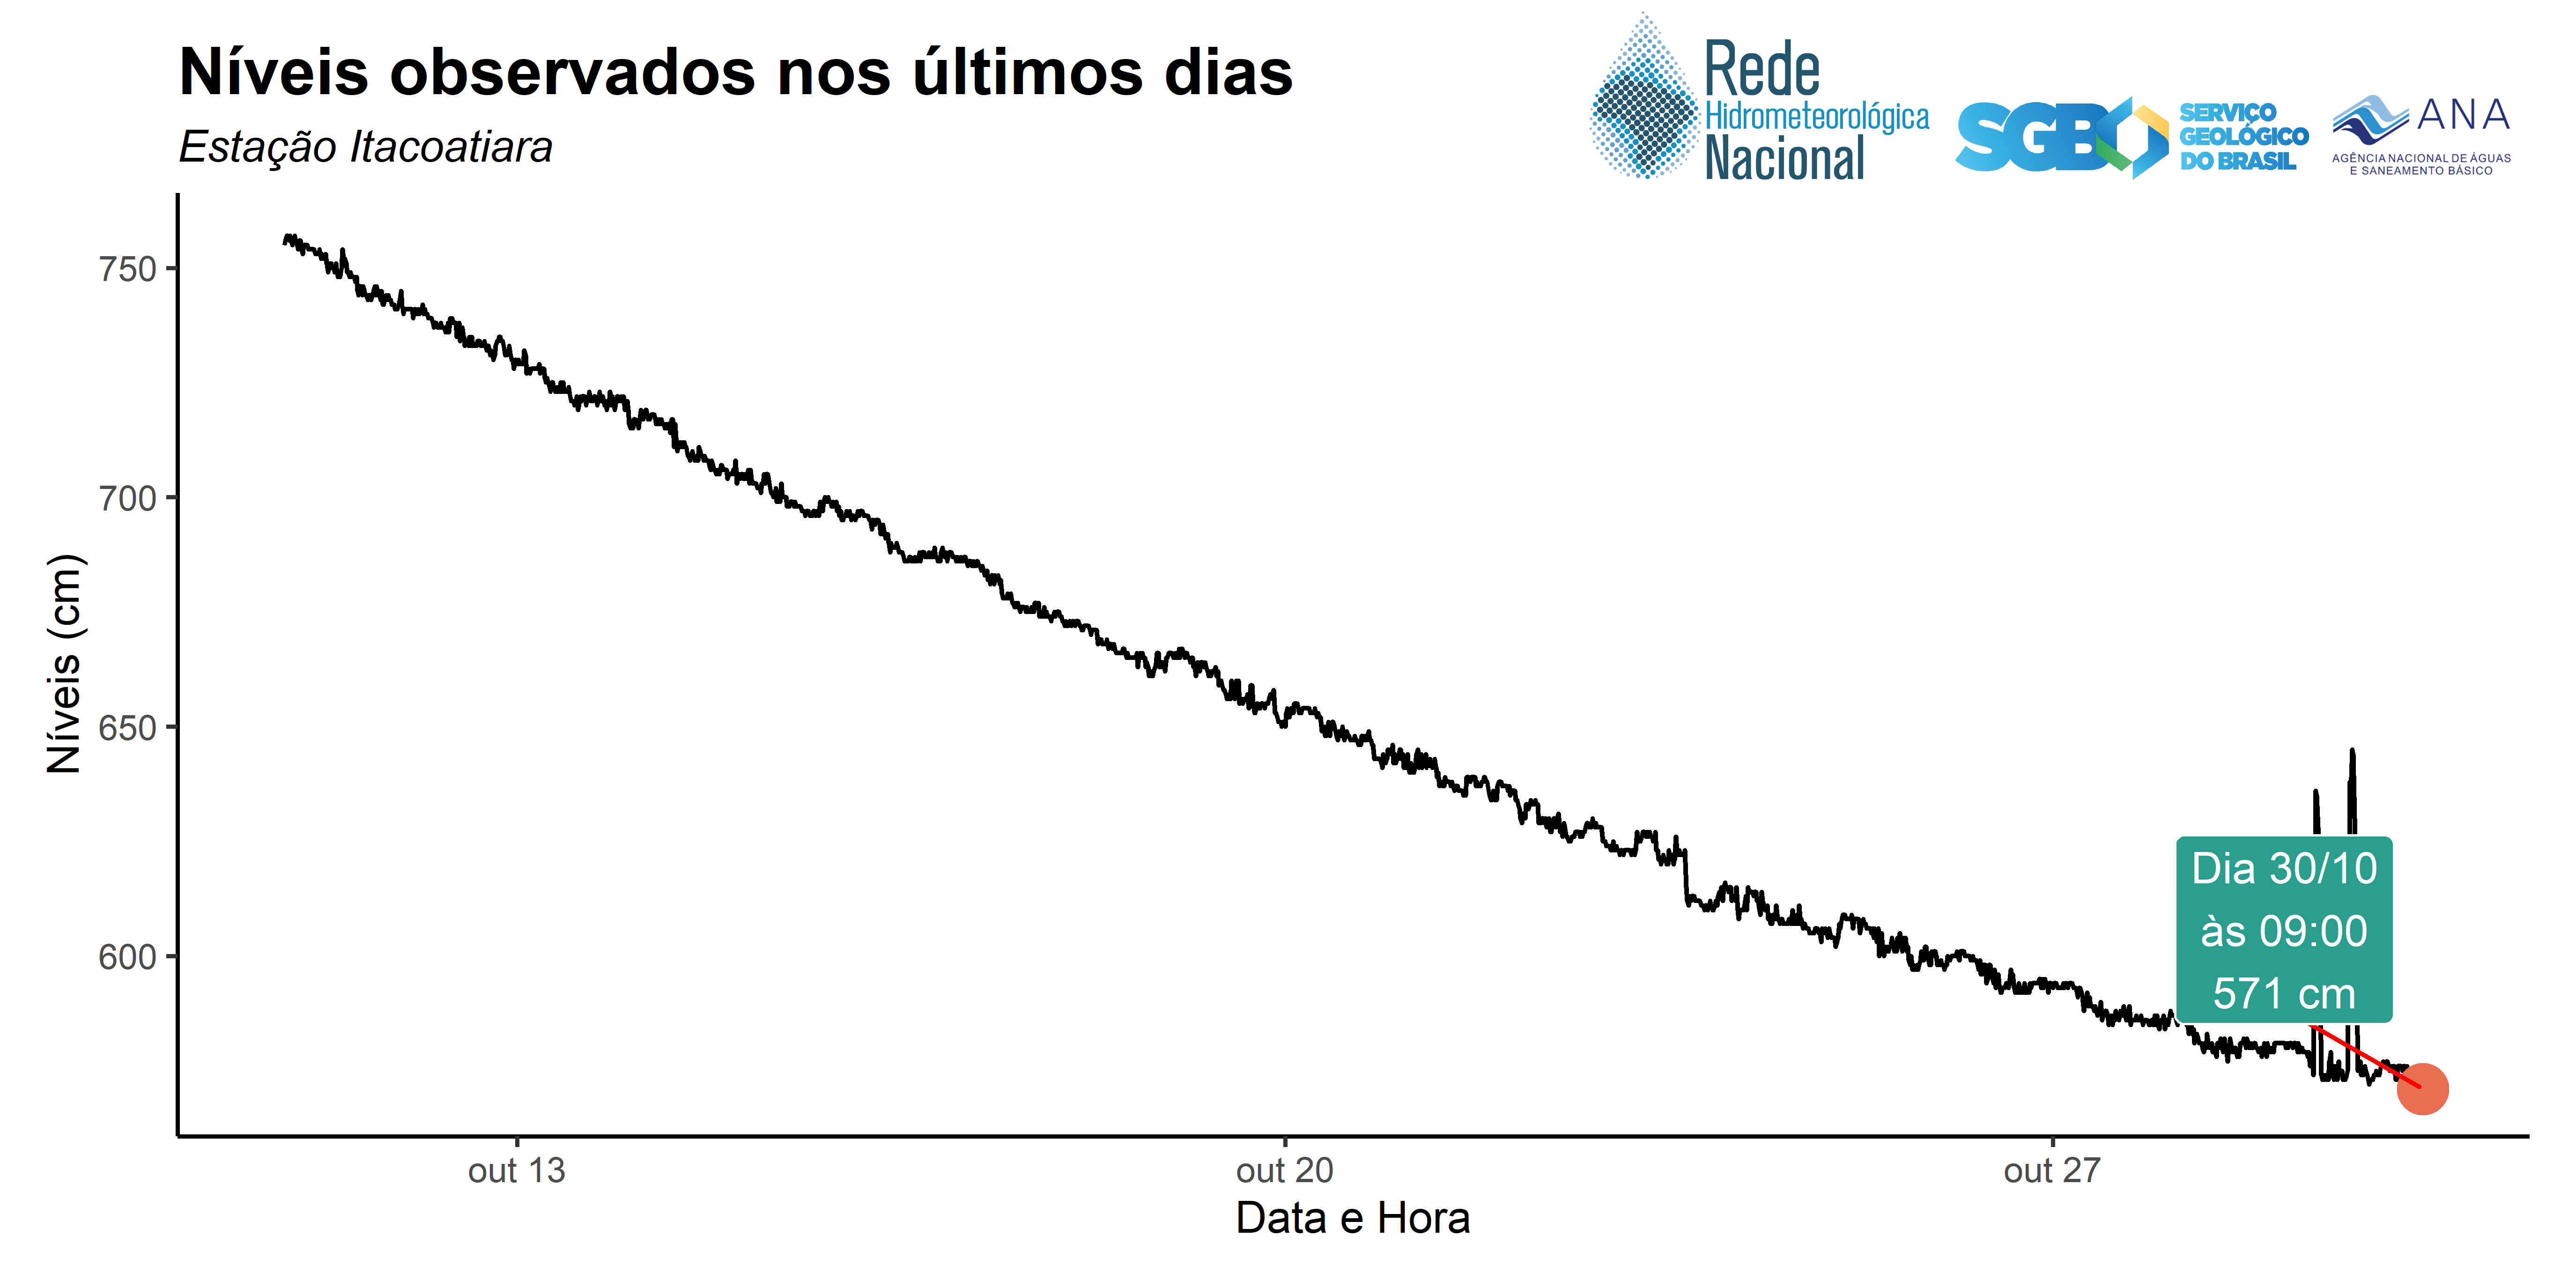 Níveis observados nos últimos dias
Estação Itacoatiara
Rede
Hidrometeorológica
Nacional
SGB
SERVIÇO
GEOLÓGICO
DO BRASIL
ANA
AGÊNCIA NACIONAL DE ÁGUAS
E SANEAMENTO BÁSICO
Níveis (cm)
750
700
650
600
Dia 30/10
às 09:00
571 cm
out 13
out 20
out 27
Data e Hora